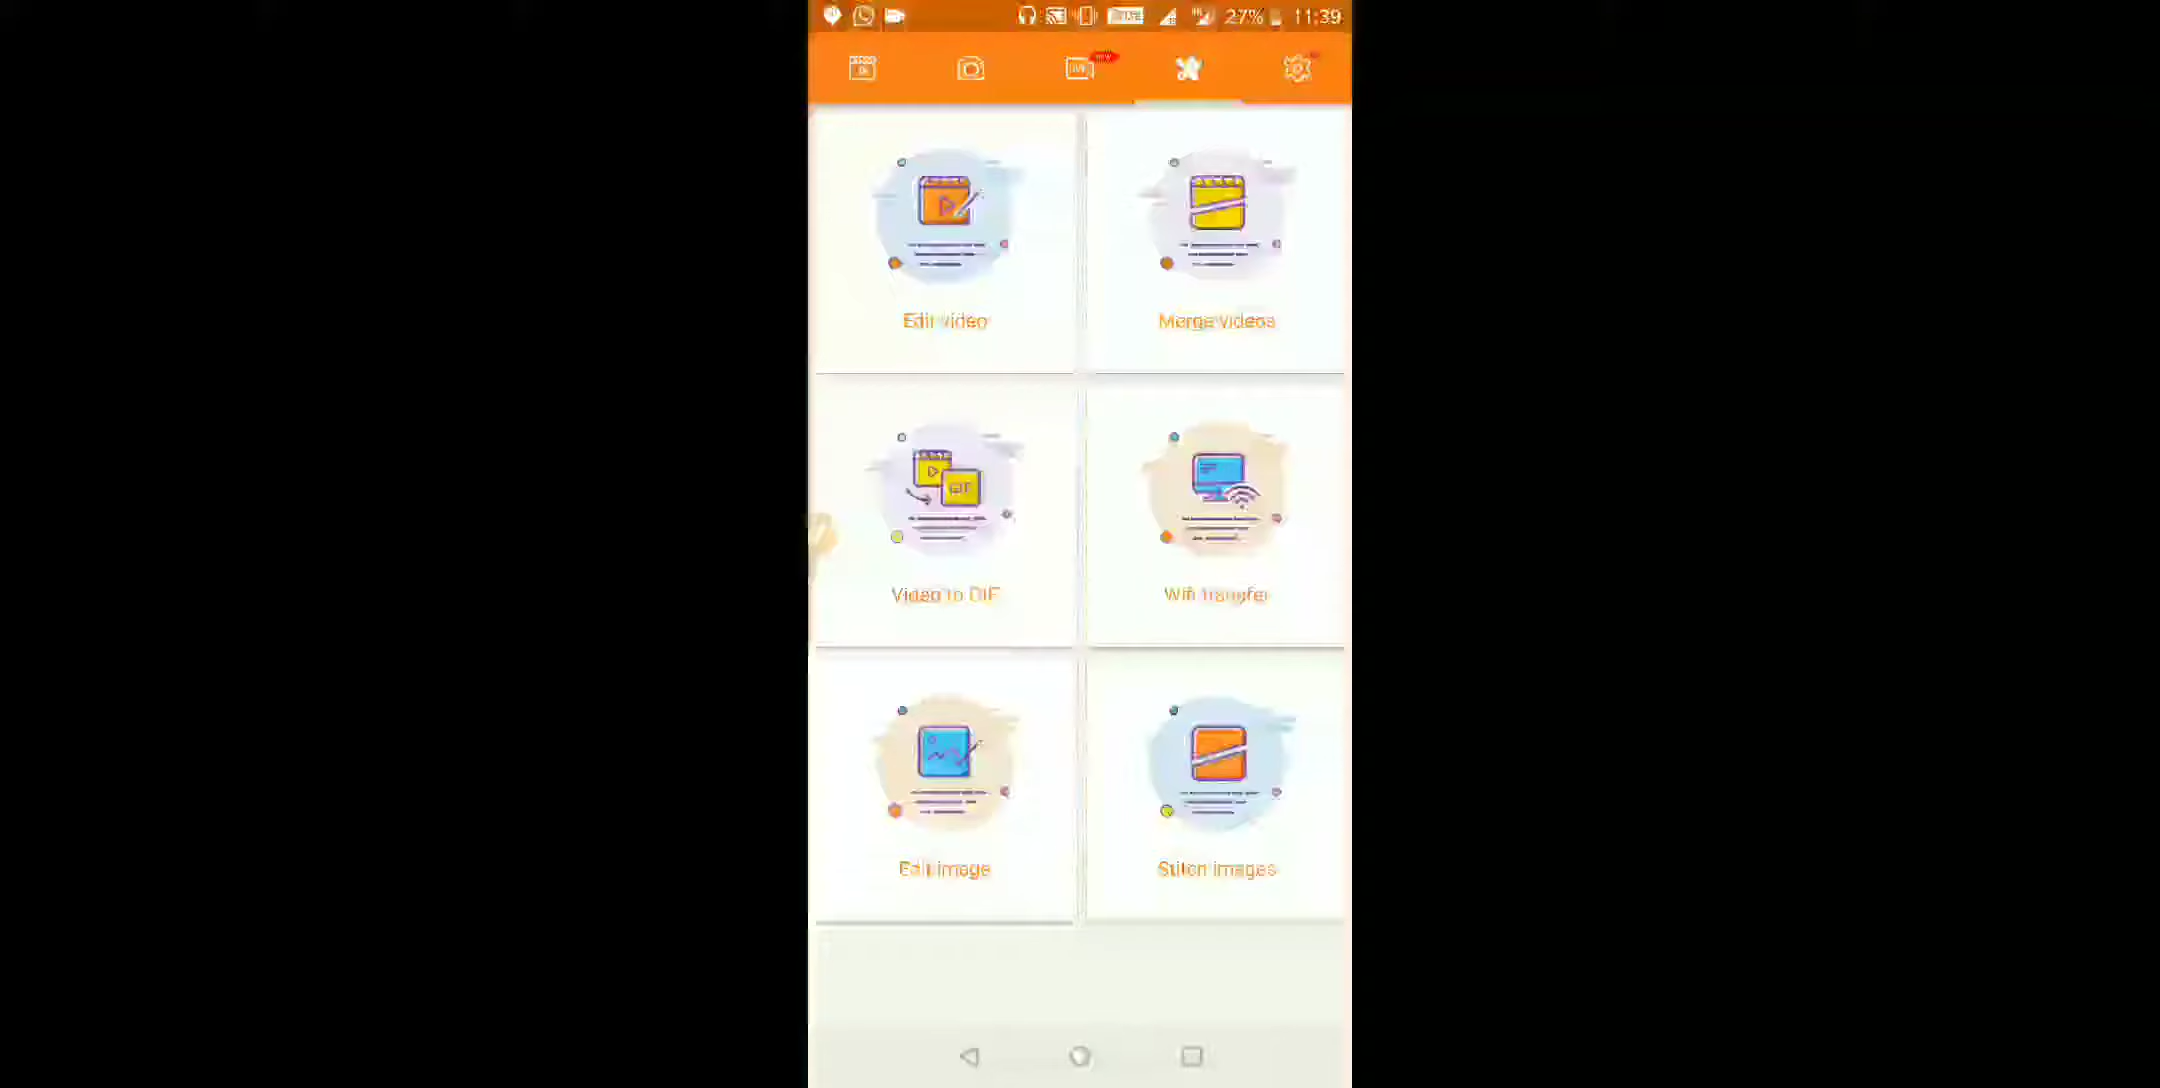 27% 11:39
Edit video
Merge videos
Video to GIF
Wifi transfer
Edit image
Stitch images